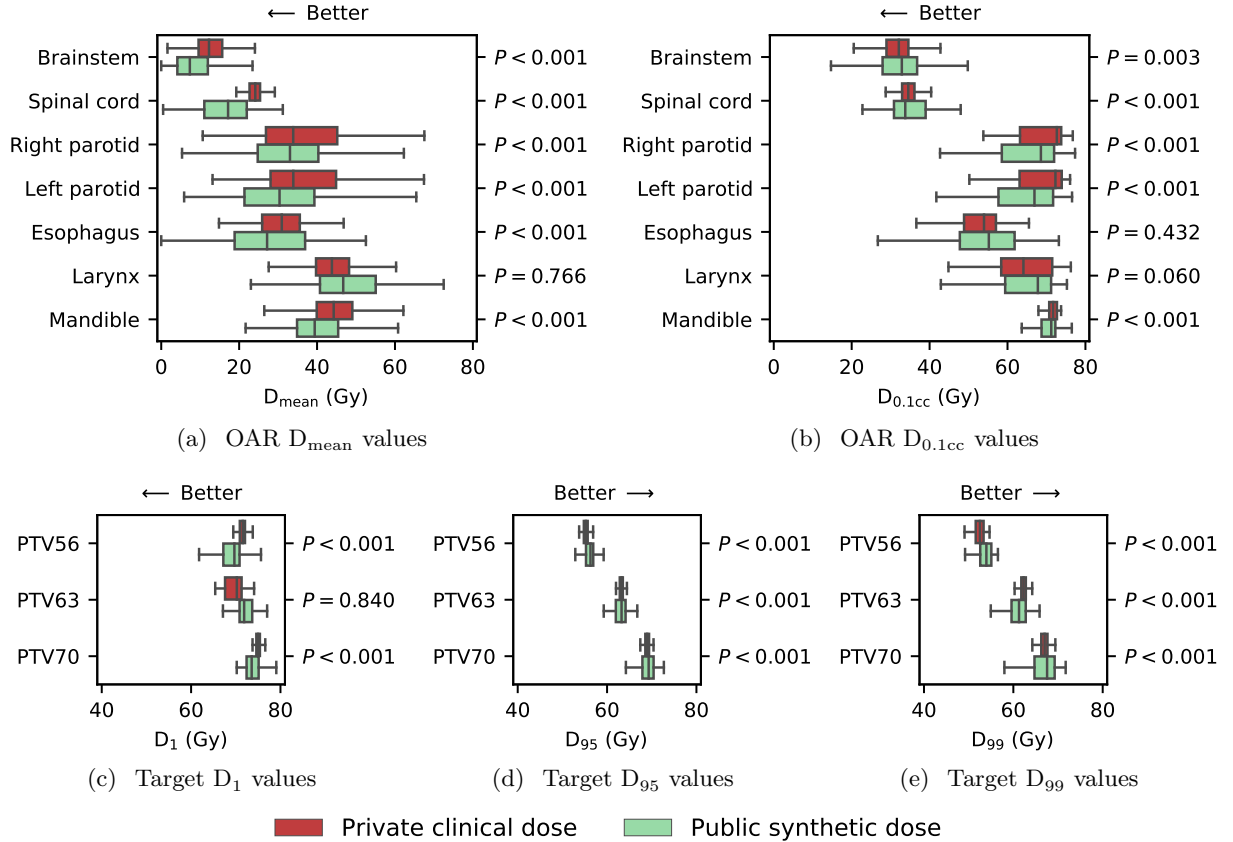 ⟵ Better
Brainstem P < 0.001
Spinal cord P < 0.001
Right parotid P < 0.001
Left parotid P < 0.001
Esophagus P < 0.001
Larynx P = 0.766
Mandible P < 0.001
0 20 40 60 80
D_mean (Gy)
(a) OAR D_mean values
⟵ Better
Brainstem P = 0.003
Spinal cord P < 0.001
Right parotid P < 0.001
Left parotid P < 0.001
Esophagus P = 0.432
Larynx P = 0.060
Mandible P < 0.001
0 20 40 60 80
D_0.1cc (Gy)
(b) OAR D_0.1cc values
⟵ Better
PTV56 P < 0.001
PTV63 P = 0.840
PTV70 P < 0.001
40 60 80
D_1 (Gy)
(c) Target D_1 values
Better ⟶
PTV56 P < 0.001
PTV63 P < 0.001
PTV70 P < 0.001
40 60 80
D_95 (Gy)
(d) Target D_95 values
Better ⟶
PTV56 P < 0.001
PTV63 P < 0.001
PTV70 P < 0.001
40 60 80
D_99 (Gy)
(e) Target D_99 values
Private clinical dose Public synthetic dose